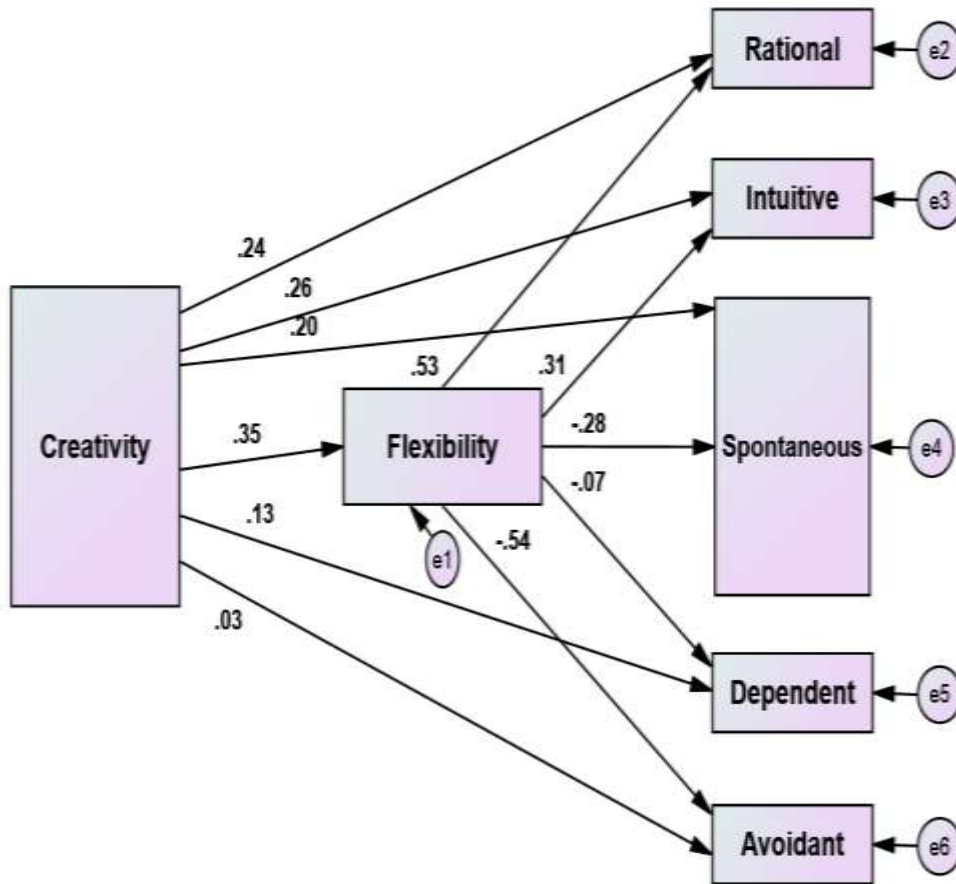 Rational
e2
Intuitive
e3
.24
.26
.20
.53
.31
Creativity
.35
Flexibility
-.28
Spontaneous
e4
-.07
.13
-.54
e1
.03
Dependent
e5
Avoidant
e6